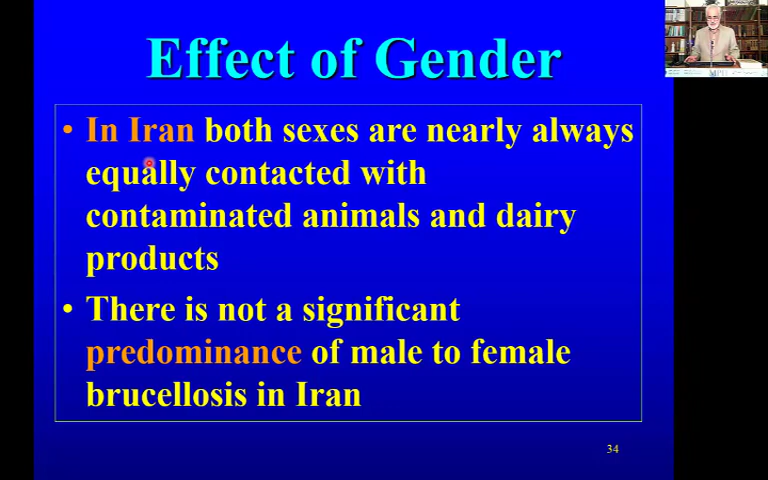 Effect of Gender
• In Iran both sexes are nearly always
equally contacted with
contaminated animals and dairy
products
• There is not a significant
predominance of male to female
brucellosis in Iran
34